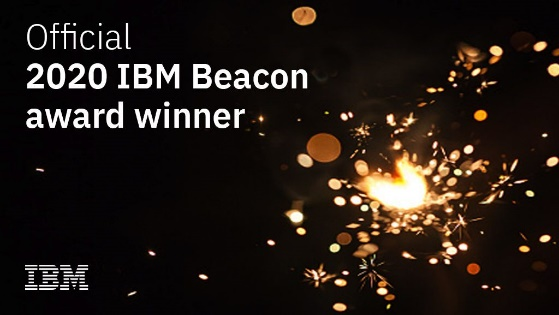 Official
2020 IBM Beacon
award winner
IBM